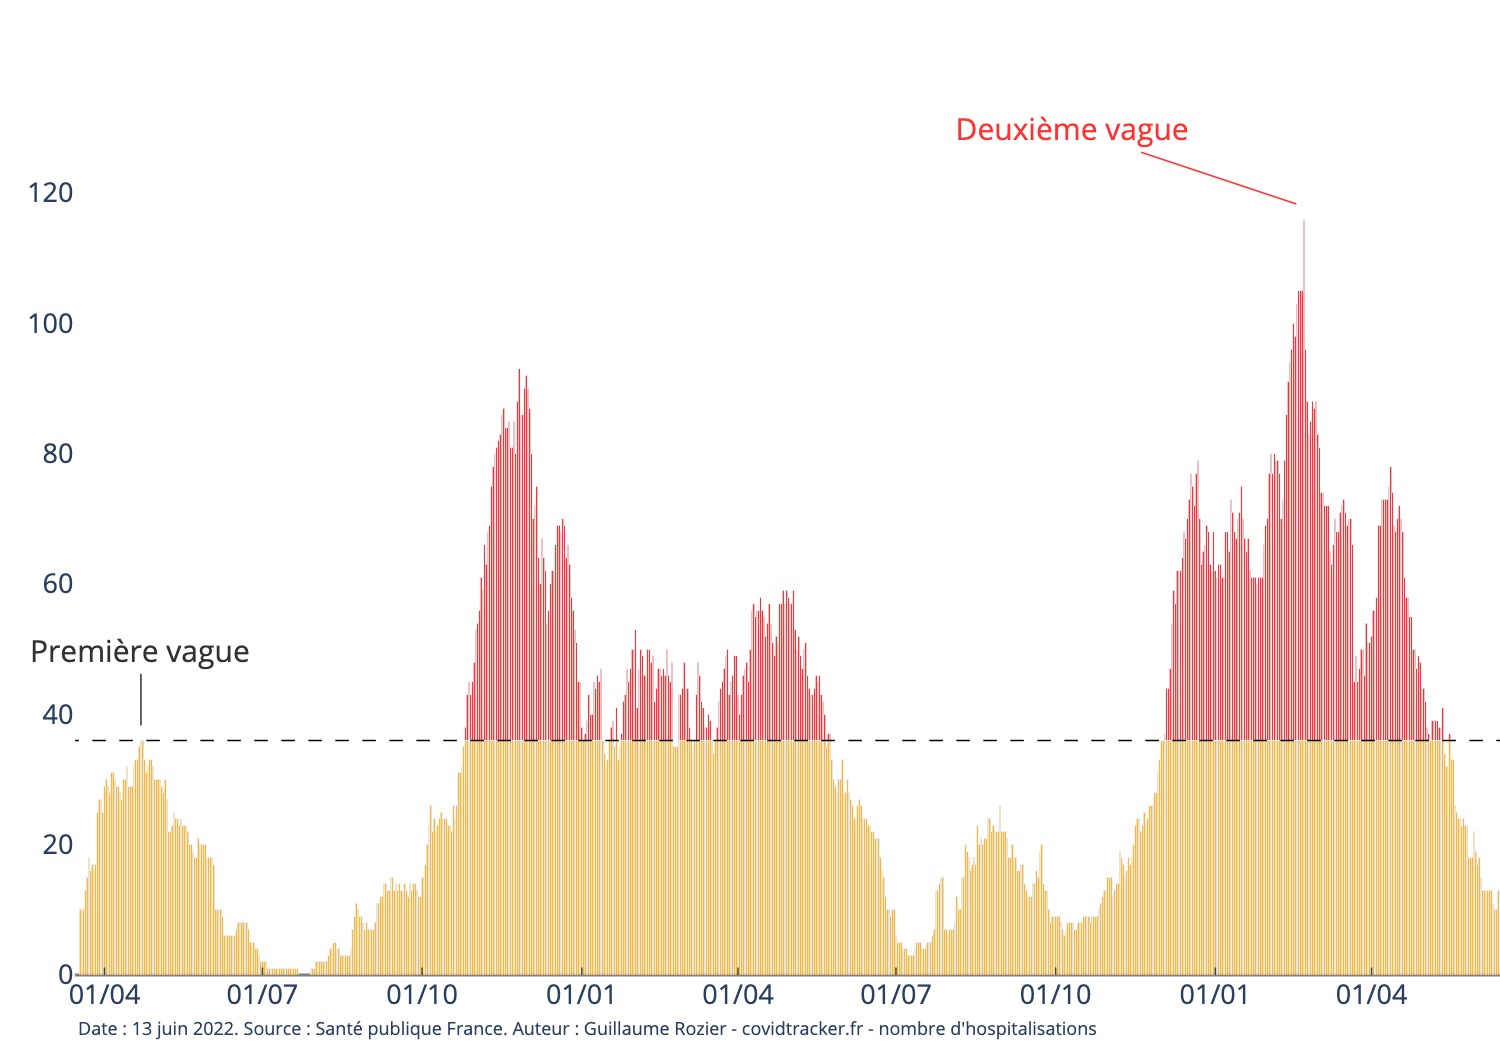 Deuxième vague
120
100
80
60
Première vague
40
20
0
01/04 01/07 01/10 01/01 01/04 01/07 01/10 01/01 01/04
Date : 13 juin 2022. Source : Santé publique France. Auteur : Guillaume Rozier - covidtracker.fr - nombre d'hospitalisations